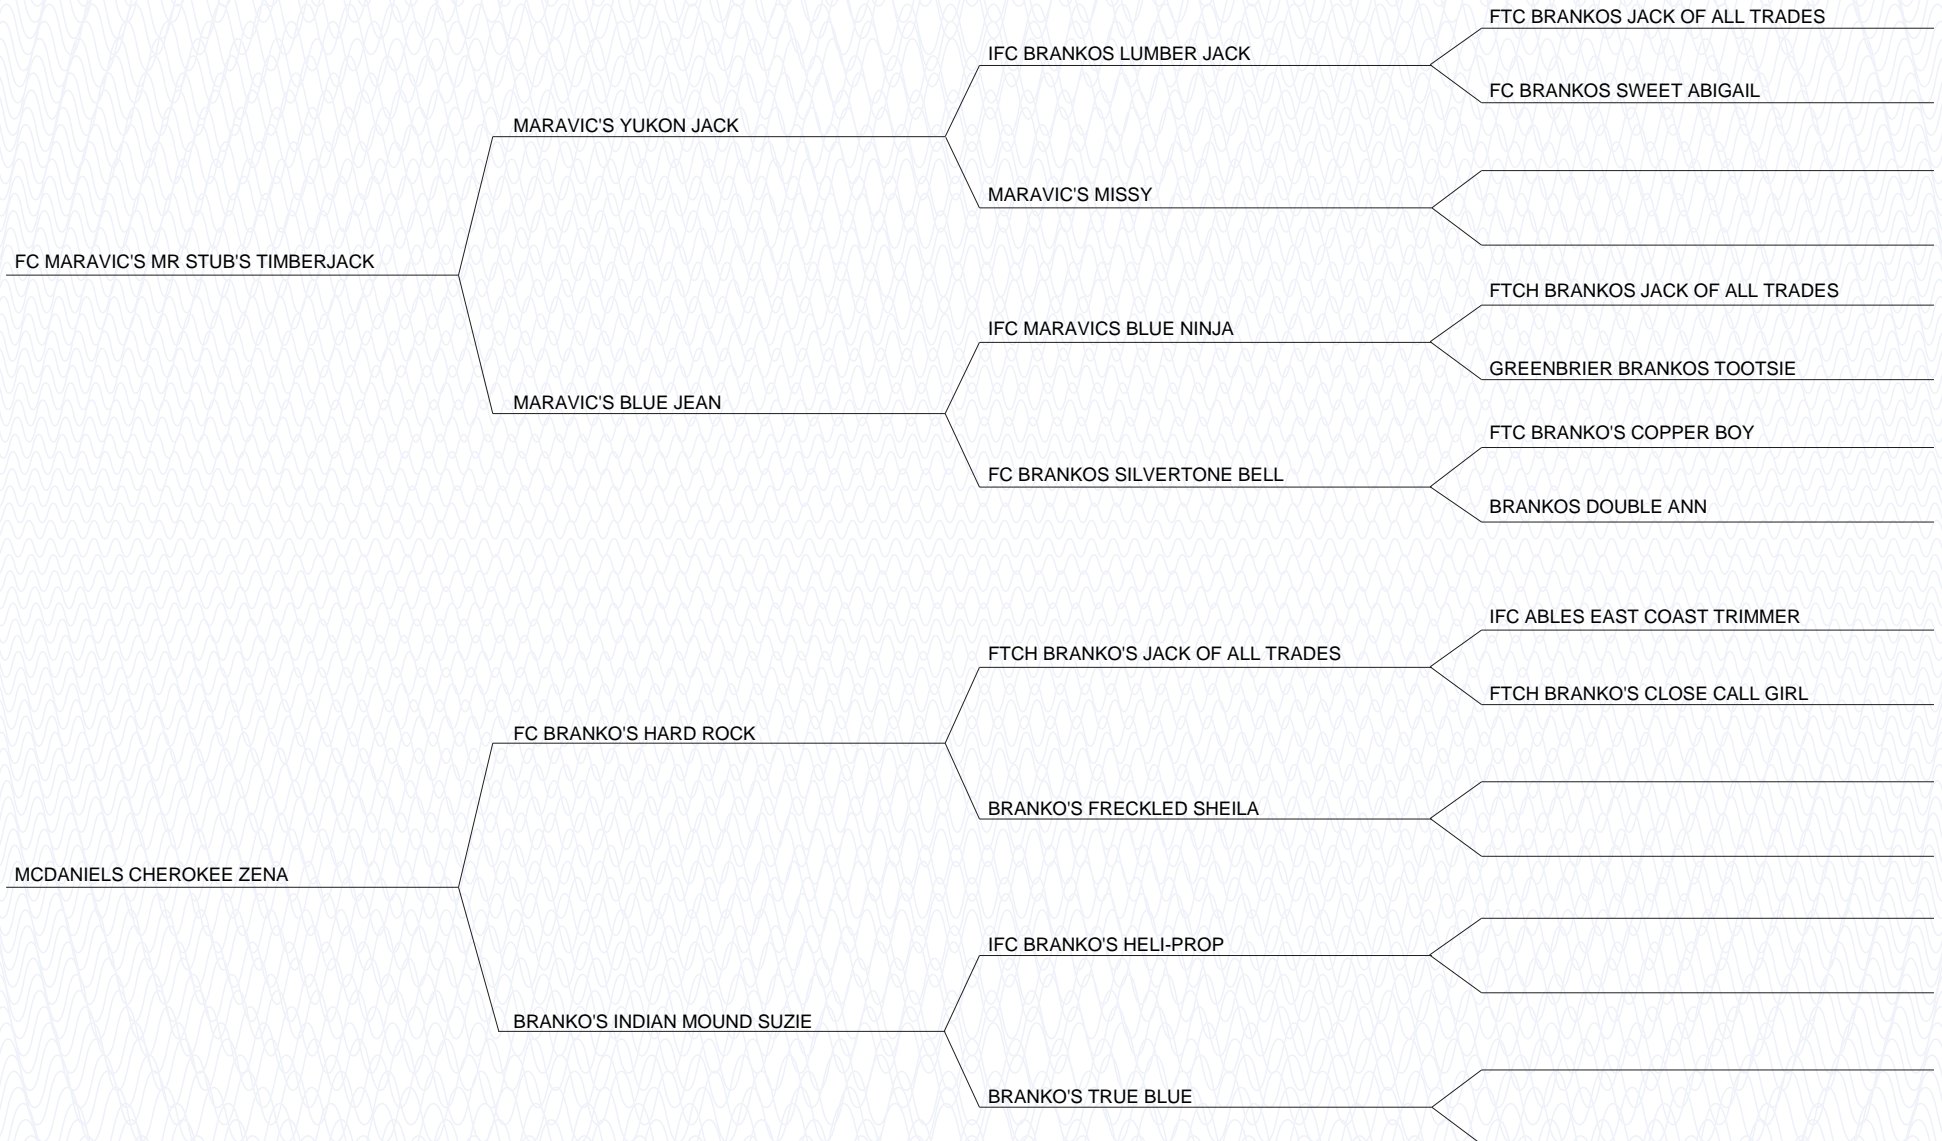 FTC BRANKOS JACK OF ALL TRADES
IFC BRANKOS LUMBER JACK
FC BRANKOS SWEET ABIGAIL
MARAVIC'S YUKON JACK
MARAVIC'S MISSY
FC MARAVIC'S MR STUB'S TIMBERJACK
FTCH BRANKOS JACK OF ALL TRADES
IFC MARAVICS BLUE NINJA
GREENBRIER BRANKOS TOOTSIE
MARAVIC'S BLUE JEAN
FTC BRANKO'S COPPER BOY
FC BRANKOS SILVERTONE BELL
BRANKOS DOUBLE ANN
IFC ABLES EAST COAST TRIMMER
FTCH BRANKO'S JACK OF ALL TRADES
FTCH BRANKO'S CLOSE CALL GIRL
FC BRANKO'S HARD ROCK
BRANKO'S FRECKLED SHEILA
MCDANIELS CHEROKEE ZENA
IFC BRANKO'S HELI-PROP
BRANKO'S INDIAN MOUND SUZIE
BRANKO'S TRUE BLUE